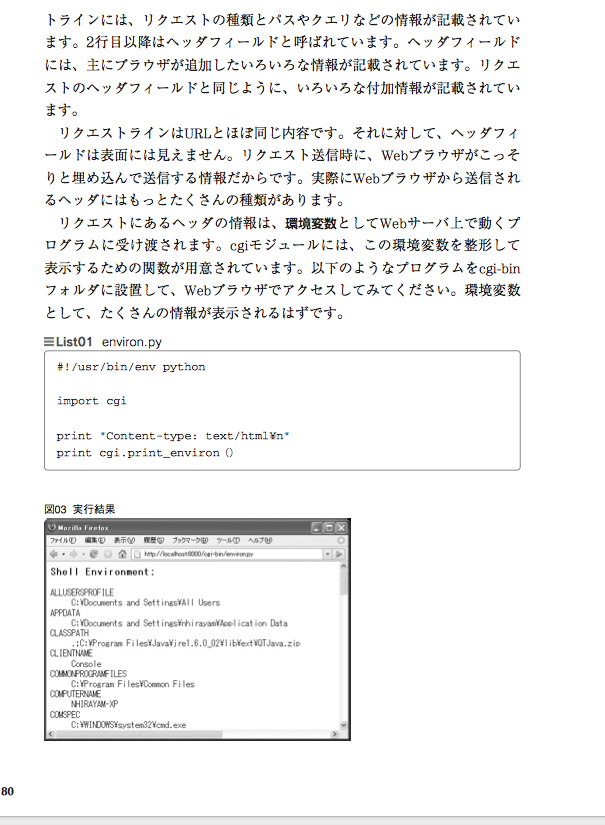 トラインには、リクエストの種類とパスやクエリなどの情報が記載されてい
ます。2行目以降はヘッダフィールドと呼ばれています。ヘッダフィールド
には、主にブラウザが追加したいろいろな情報が記載されています。リクエ
ストのヘッダフィールドと同じように、いろいろな付加情報が記載されてい
ます。
リクエストラインはURLとほぼ同じ内容です。それに対して、ヘッダフィ
ールドは表面には見えません。リクエスト送信時に、Webブラウザがこっそ
りと埋め込んで送信する情報だからです。実際にWebブラウザから送信され
るヘッダにはもっとたくさんの種類があります。
リクエストにあるヘッダの情報は、環境変数としてWebサーバ上で動くプ
ログラムに受け渡されます。cgiモジュールには、この環境変数を整形して
表示するための関数が用意されています。以下のようなプログラムをcgi-bin
フォルダに設置して、Webブラウザでアクセスしてみてください。環境変数
として、たくさんの情報が表示されるはずです。
List01 environ.py
#!/usr/bin/env python
import cgi
print "Content-type: text/html¥n"
print cgi.print_environ()
図03 実行結果
Mozilla Firefox
ファイル(F) 編集(E) 表示(V) 履歴(S) ブックマーク(B) ツール(T) ヘルプ(H)
http://localhost:8000/cgi-bin/environ.py
Shell Environment:
ALLUSERSPROFILE
C:¥Documents and Settings¥All Users
APPDATA
C:¥Documents and Settings¥nhirayam¥Application Data
CLASSPATH
.;C:¥Program Files¥Java¥jre1.6.0_02¥lib¥ext¥QTJava.zip
CLIENTNAME
Console
COMMONPROGRAMFILES
C:¥Program Files¥Common Files
COMPUTERNAME
NHIRAYAM-XP
COMSPEC
C:¥WINDOWS¥system32¥cmd.exe
80